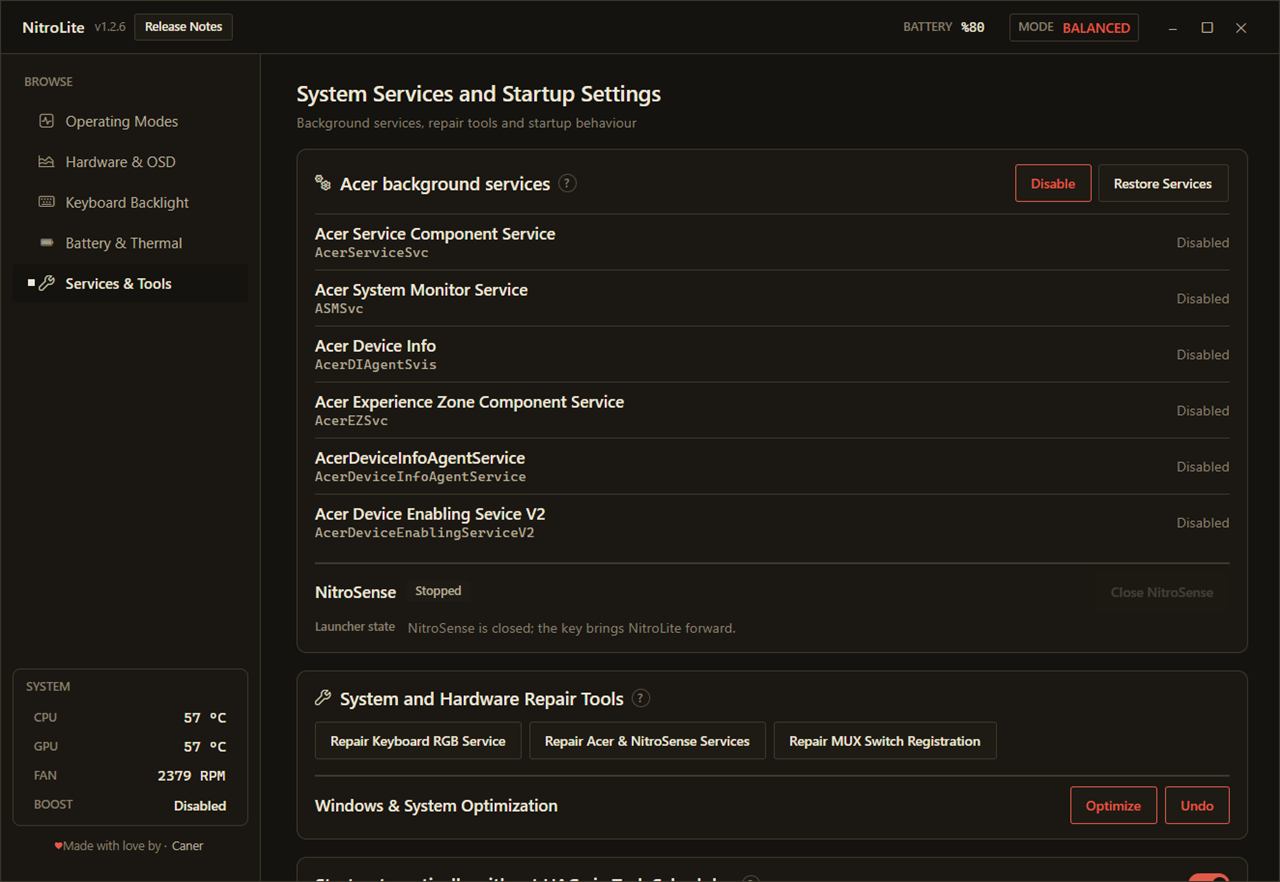 NitroLite v1.2.6 Release Notes BATTERY %80 MODE BALANCED
BROWSE
Operating Modes
Hardware & OSD
Keyboard Backlight
Battery & Thermal
Services & Tools
System Services and Startup Settings
Background services, repair tools and startup behaviour
Acer background services ? Disable Restore Services
Acer Service Component Service
AcerServiceSvc
Disabled
Acer System Monitor Service
ASMSvc
Disabled
Acer Device Info
AcerDIAgentSvis
Disabled
Acer Experience Zone Component Service
AcerEZSvc
Disabled
AcerDeviceInfoAgentService
AcerDeviceInfoAgentService
Disabled
Acer Device Enabling Sevice V2
AcerDeviceEnablingServiceV2
Disabled
NitroSense Stopped Close NitroSense
Launcher state NitroSense is closed; the key brings NitroLite forward.
System and Hardware Repair Tools ?
Repair Keyboard RGB Service Repair Acer & NitroSense Services Repair MUX Switch Registration
Windows & System Optimization Optimize Undo
SYSTEM
CPU 57 ºC
GPU 57 ºC
FAN 2379 RPM
BOOST Disabled
❤Made with love by · Caner